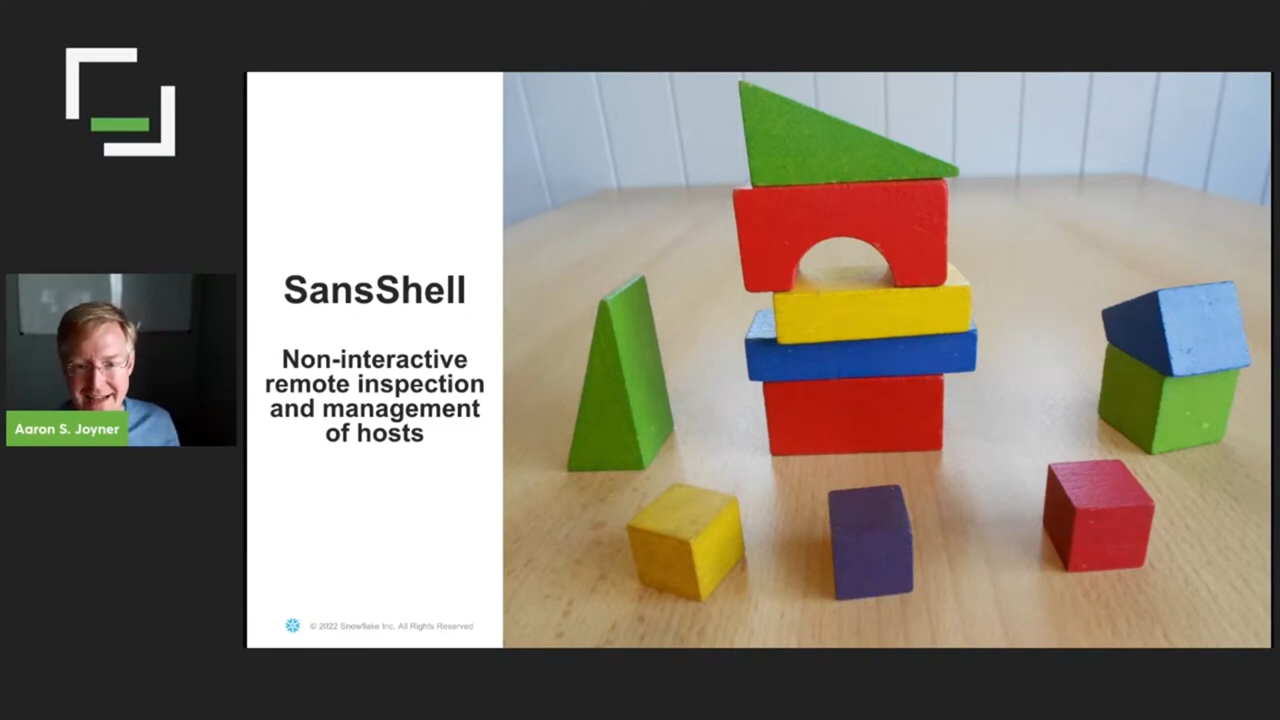 SansShell
Non-interactive
remote inspection
and management
of hosts
Aaron S. Joyner
© 2022 Snowflake Inc. All Rights Reserved